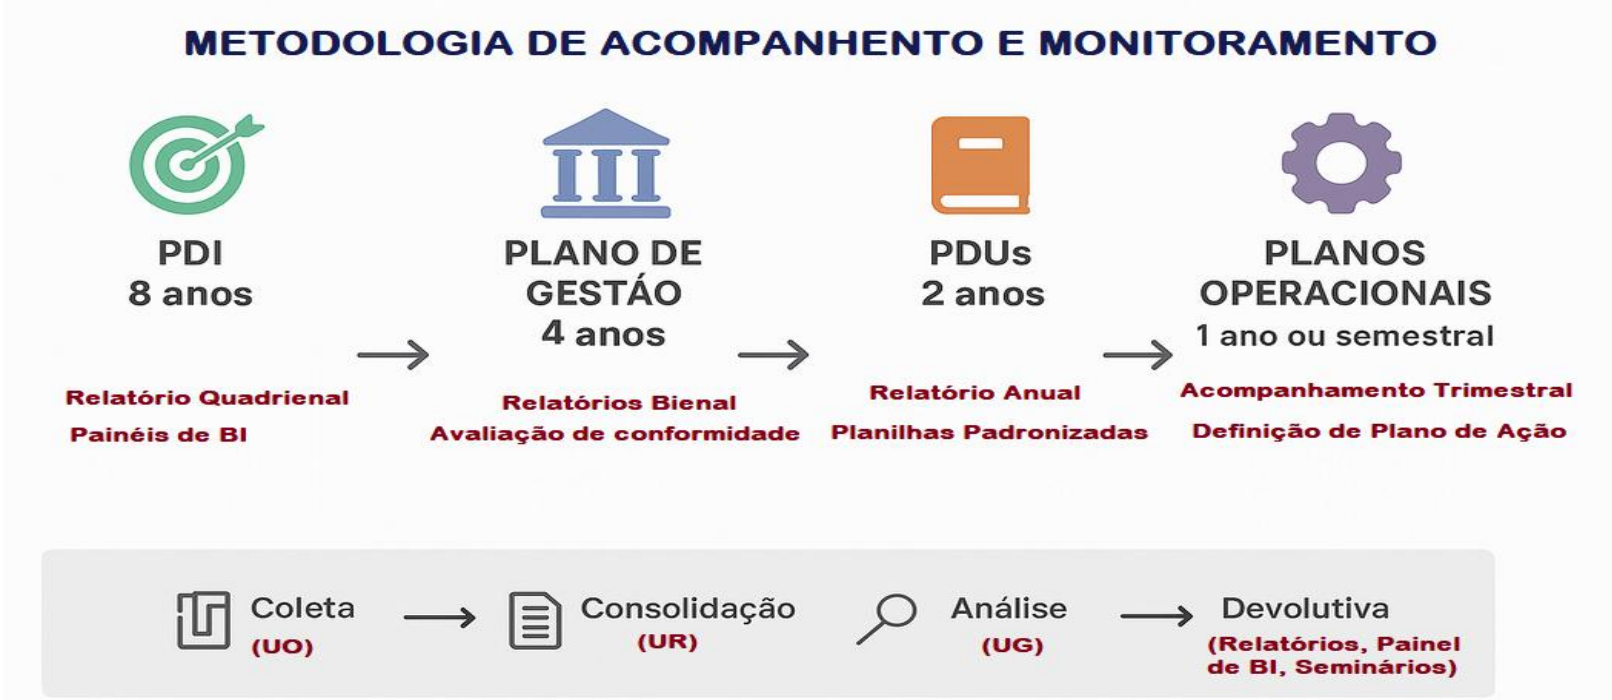 METODOLOGIA DE ACOMPANHENTO E MONITORAMENTO
PDI
8 anos
Relatório Quadrienal
Painéis de BI
PLANO DE
GESTÁO
4 anos
Relatórios Bienal
Avaliação de conformidade
PDUs
2 anos
Relatório Anual
Planilhas Padronizadas
PLANOS
OPERACIONAIS
1 ano ou semestral
Acompanhamento Trimestral
Definição de Plano de Ação
Coleta
(UO)
Consolidação
(UR)
Análise
(UG)
Devolutiva
(Relatórios, Painel
de BI, Seminários)